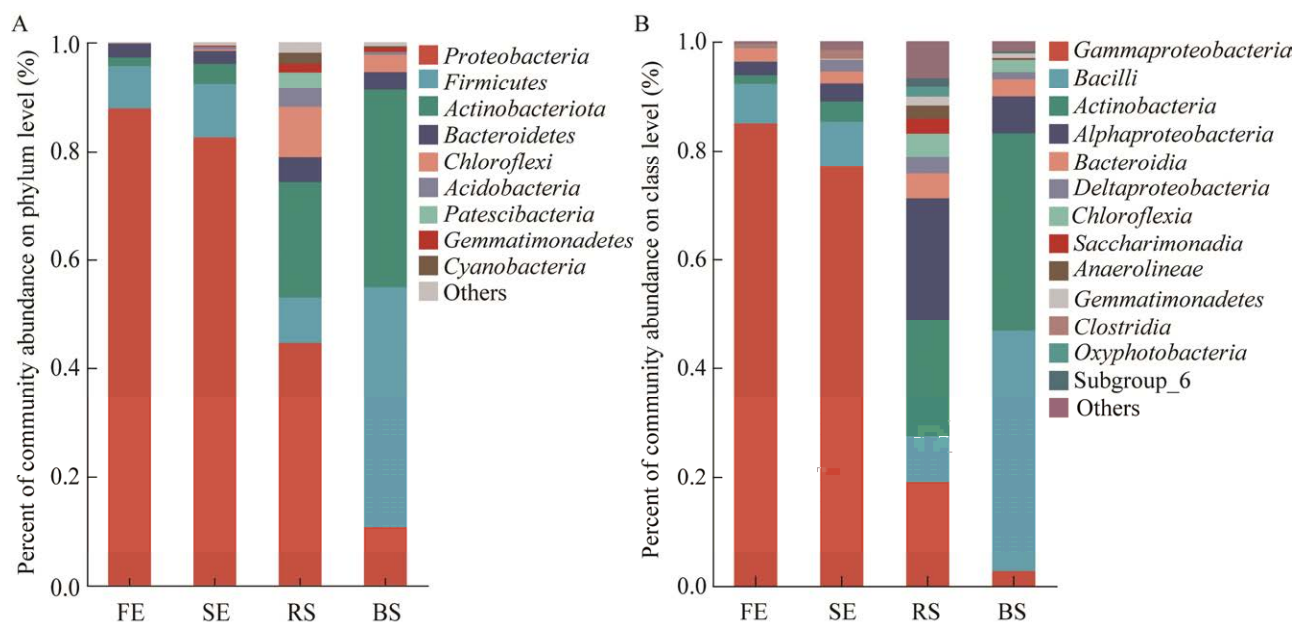 A
Percent of community abundance on phylum level (%)
1.0
0.8
0.6
0.4
0.2
0.0
FE SE RS BS
Proteobacteria
Firmicutes
Actinobacteriota
Bacteroidetes
Chloroflexi
Acidobacteria
Patescibacteria
Gemmatimonadetes
Cyanobacteria
Others
B
Percent of community abundance on class level (%)
1.0
0.8
0.6
0.4
0.2
0.0
FE SE RS BS
Gammaproteobacteria
Bacilli
Actinobacteria
Alphaproteobacteria
Bacteroidia
Deltaproteobacteria
Chloroflexia
Saccharimonadia
Anaerolineae
Gemmatimonadetes
Clostridia
Oxyphotobacteria
Subgroup_6
Others